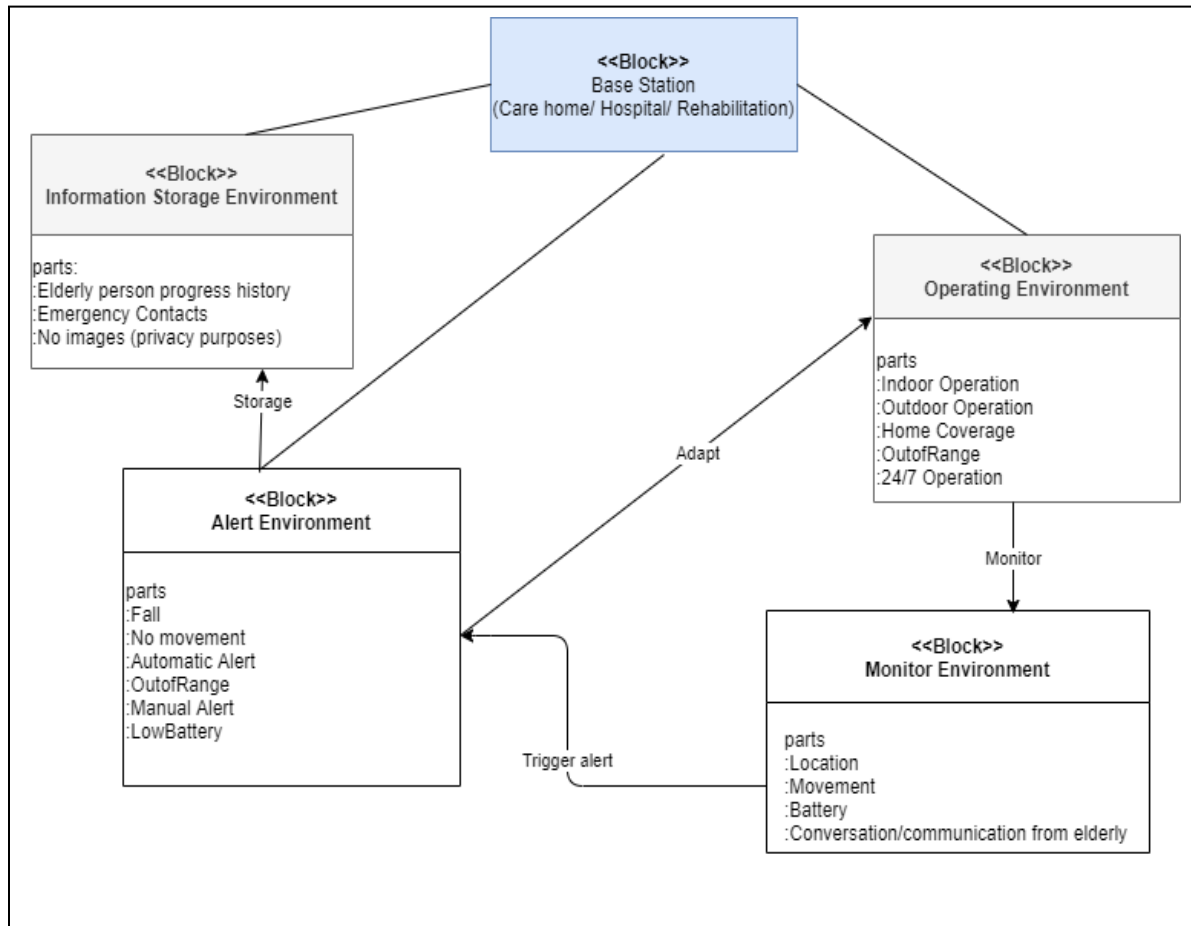 <<Block>>
Base Station
(Care home/ Hospital/ Rehabilitation)
<<Block>>
Information Storage Environment
parts:
:Elderly person progress history
:Emergency Contacts
:No images (privacy purposes)
<<Block>>
Operating Environment
parts
:Indoor Operation
:Outdoor Operation
:Home Coverage
:OutofRange
:24/7 Operation
Storage
Adapt
<<Block>>
Alert Environment
parts
:Fall
:No movement
:Automatic Alert
:OutofRange
:Manual Alert
:LowBattery
Monitor
<<Block>>
Monitor Environment
parts
:Location
:Movement
:Battery
:Conversation/communication from elderly
Trigger alert